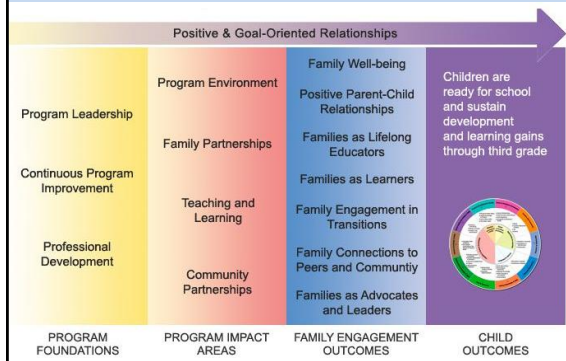 Positive & Goal-Oriented Relationships
Program Leadership
Continuous Program
Improvement
Professional
Development
Program Environment
Family Partnerships
Teaching and
Learning
Community
Partnerships
Family Well-being
Positive Parent-Child
Relationships
Families as Lifelong
Educators
Families as Learners
Family Engagement in
Transitions
Family Connections to
Peers and Communtiy
Families as Advocates
and Leaders
Children are
ready for school
and sustain
development
and learning gains
through third grade
PROGRAM
FOUNDATIONS
PROGRAM IMPACT
AREAS
FAMILY ENGAGEMENT
OUTCOMES
CHILD
OUTCOMES